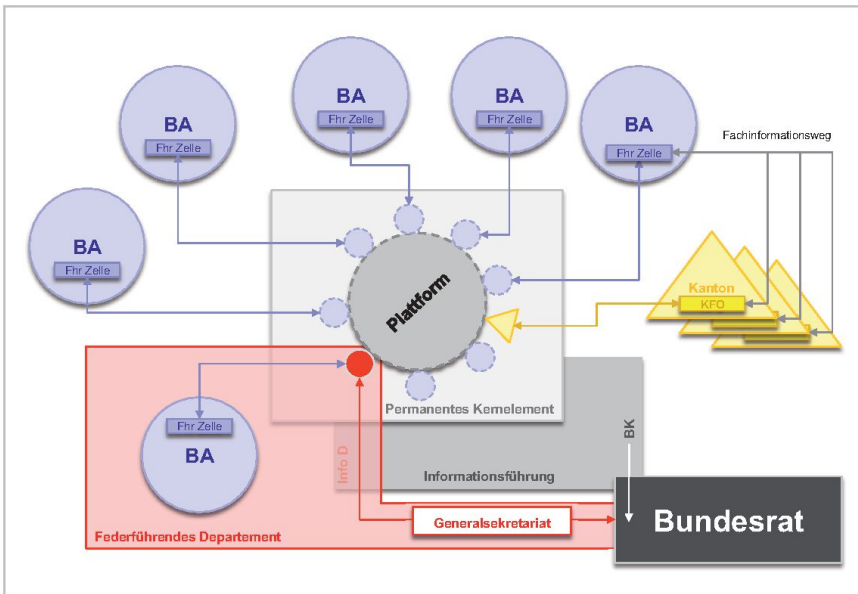 BA
Fhr Zelle
BA
Fhr Zelle
BA
Fhr Zelle
BA
Fhr Zelle
BA
Fhr Zelle
Fachinformationsweg
Kanton
KFO
Plattform
Permanentes Kernelement
Fhr Zelle
BA
Info D
Informationsführung
BK
Generalsekretariat
Federführendes Departement
Bundesrat